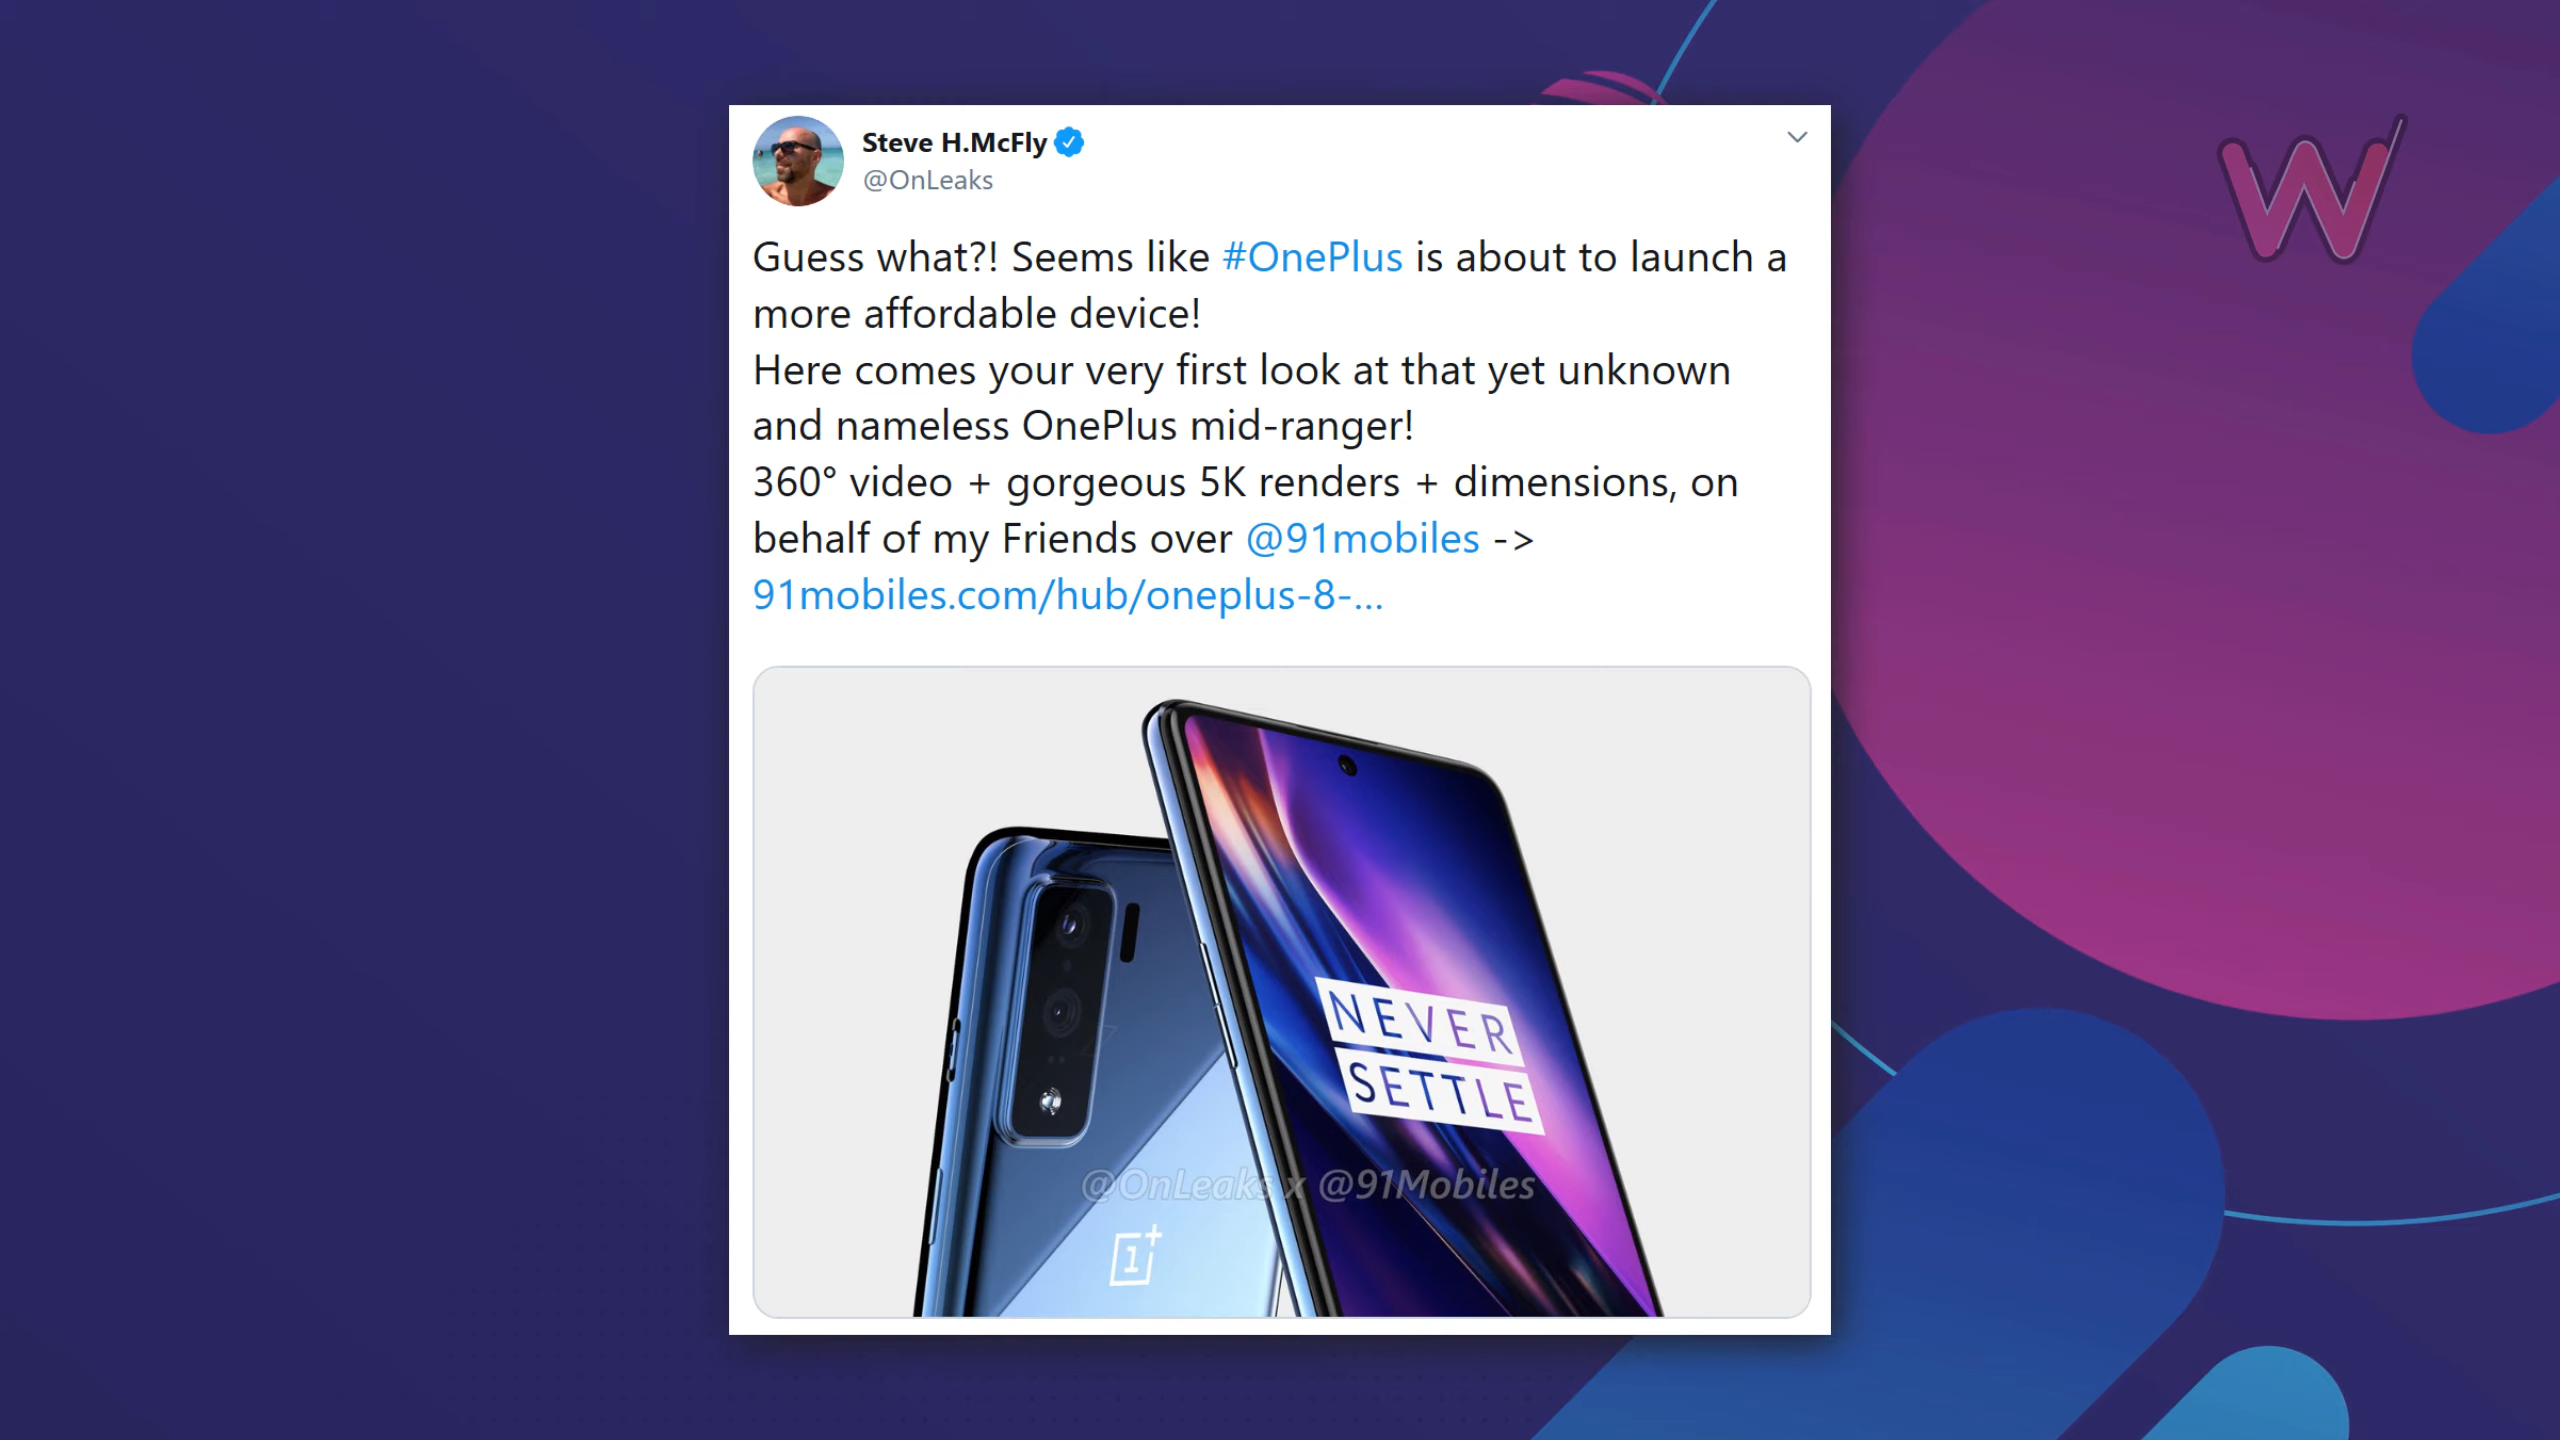 Steve H.McFly
@OnLeaks
Guess what?! Seems like #OnePlus is about to launch a
more affordable device!
Here comes your very first look at that yet unknown
and nameless OnePlus mid-ranger!
360° video + gorgeous 5K renders + dimensions, on
behalf of my Friends over @91mobiles ->
91mobiles.com/hub/oneplus-8-...
NEVER
SETTLE
@OnLeaks x @91Mobiles
1+
W